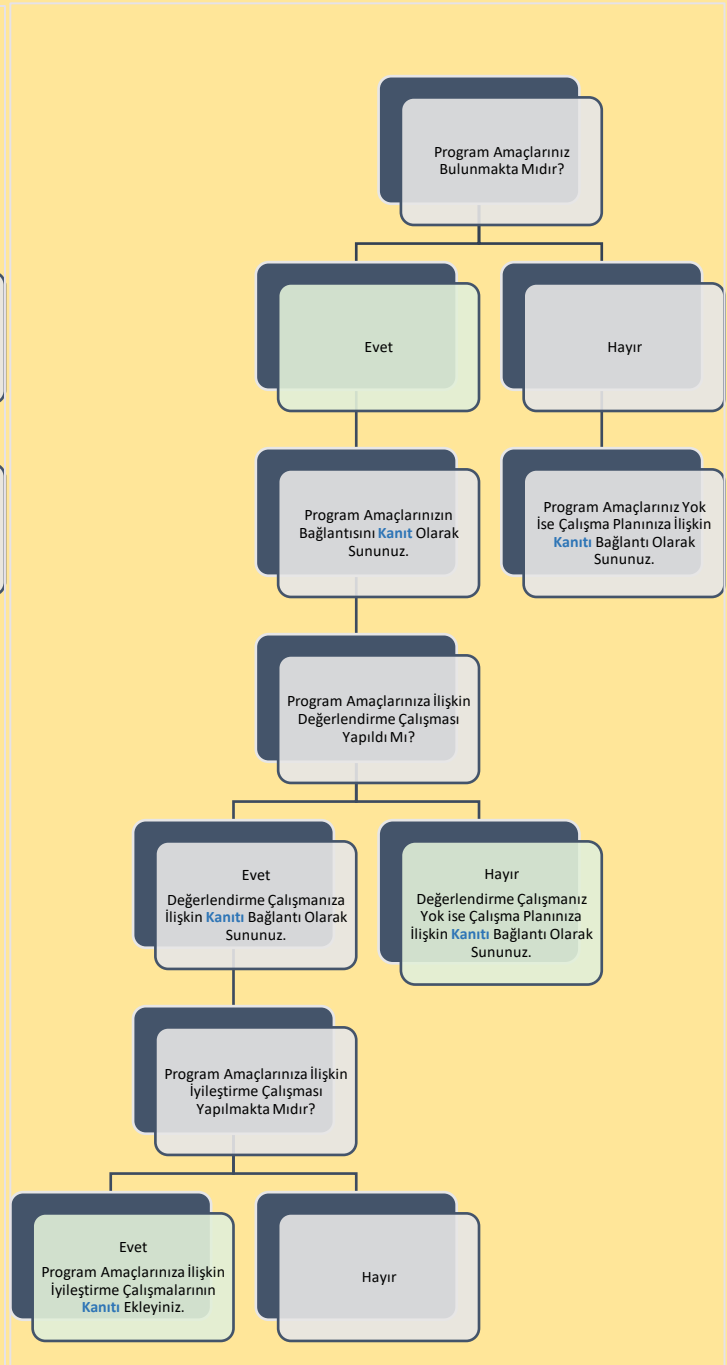 Program Amaçlarınız
Bulunmakta Mıdır?
Evet
Hayır
Program Amaçlarınızın
Bağlantısını Kanıt Olarak
Sununuz.
Program Amaçlarınız Yok
İse Çalışma Planınıza İlişkin
Kanıtı Bağlantı Olarak
Sununuz.
Program Amaçlarınıza İlişkin
Değerlendirme Çalışması
Yapıldı Mı?
Evet
Değerlendirme Çalışmanıza
İlişkin Kanıtı Bağlantı Olarak
Sununuz.
Hayır
Değerlendirme Çalışmanız
Yok ise Çalışma Planınıza
İlişkin Kanıtı Bağlantı Olarak
Sununuz.
Program Amaçlarınıza İlişkin
İyileştirme Çalışması
Yapılmakta Mıdır?
Evet
Program Amaçlarınıza İlişkin
İyileştirme Çalışmalarının
Kanıtı Ekleyiniz.
Hayır